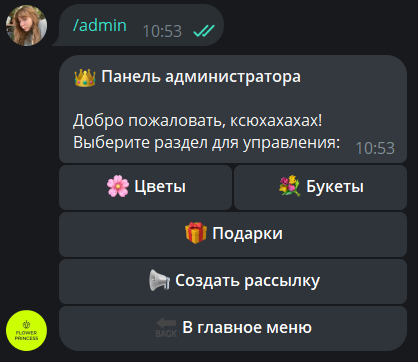 /admin 10:53
👑 Панель администратора
Добро пожаловать, ксюхахахах!
Выберите раздел для управления: 10:53
🌸 Цветы
💐 Букеты
🎁 Подарки
📢 Создать рассылку
🔙 В главное меню
FLOWER
PRINCESS